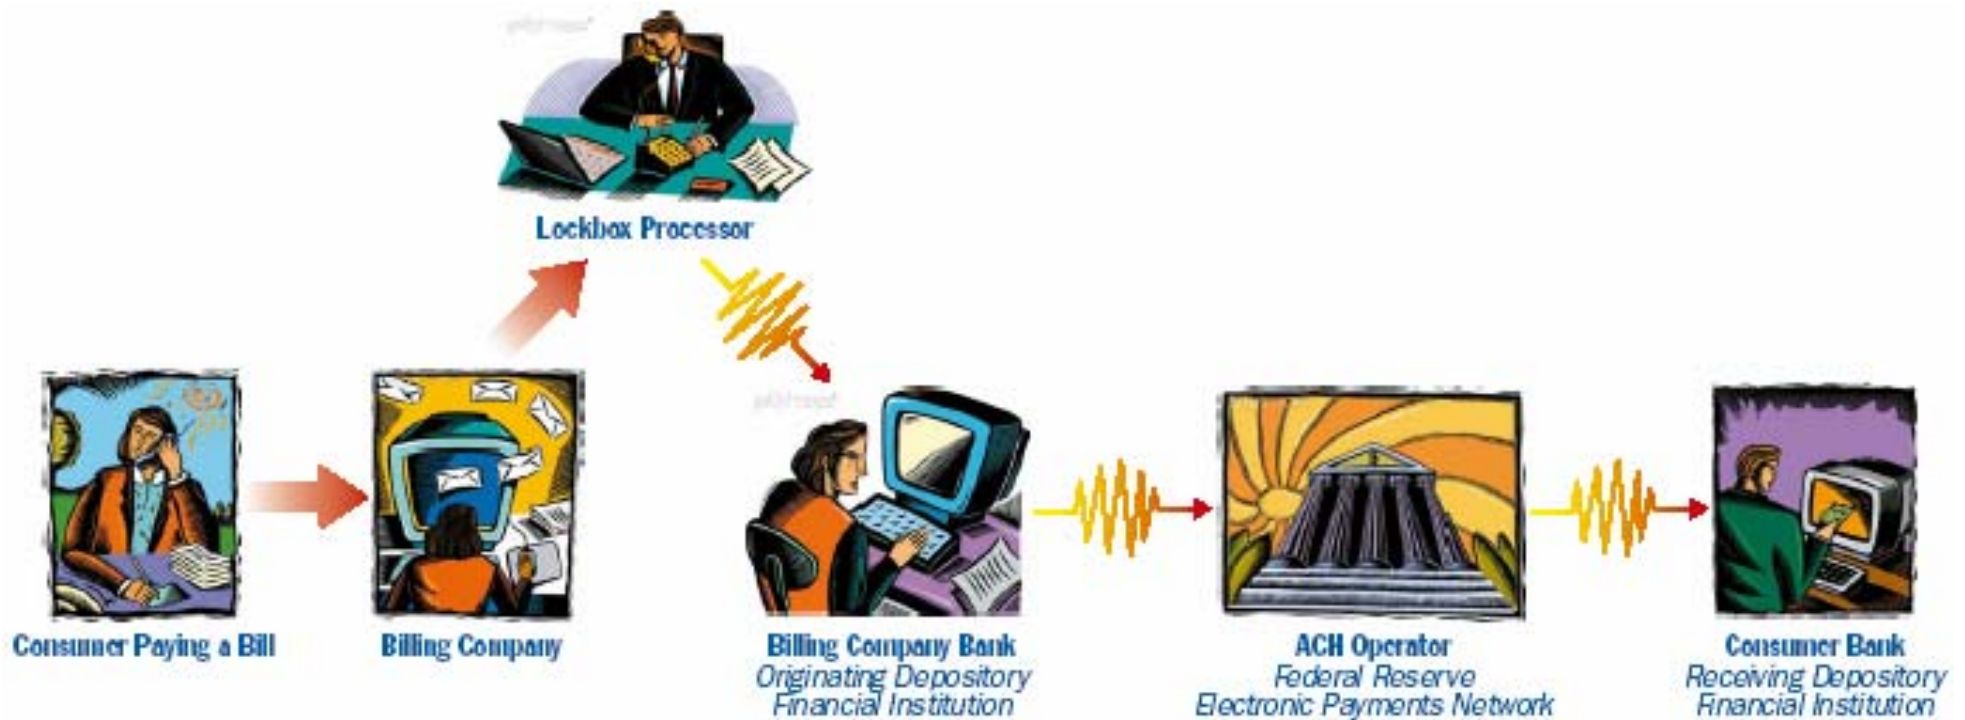 Lockbox Processor
Consumer Paying a Bill
Billing Company
Billing Company Bank
Originating Depository
Financial Institution
ACH Operator
Federal Reserve
Electronic Payments Network
Consumer Bank
Receiving Depository
Financial Institution